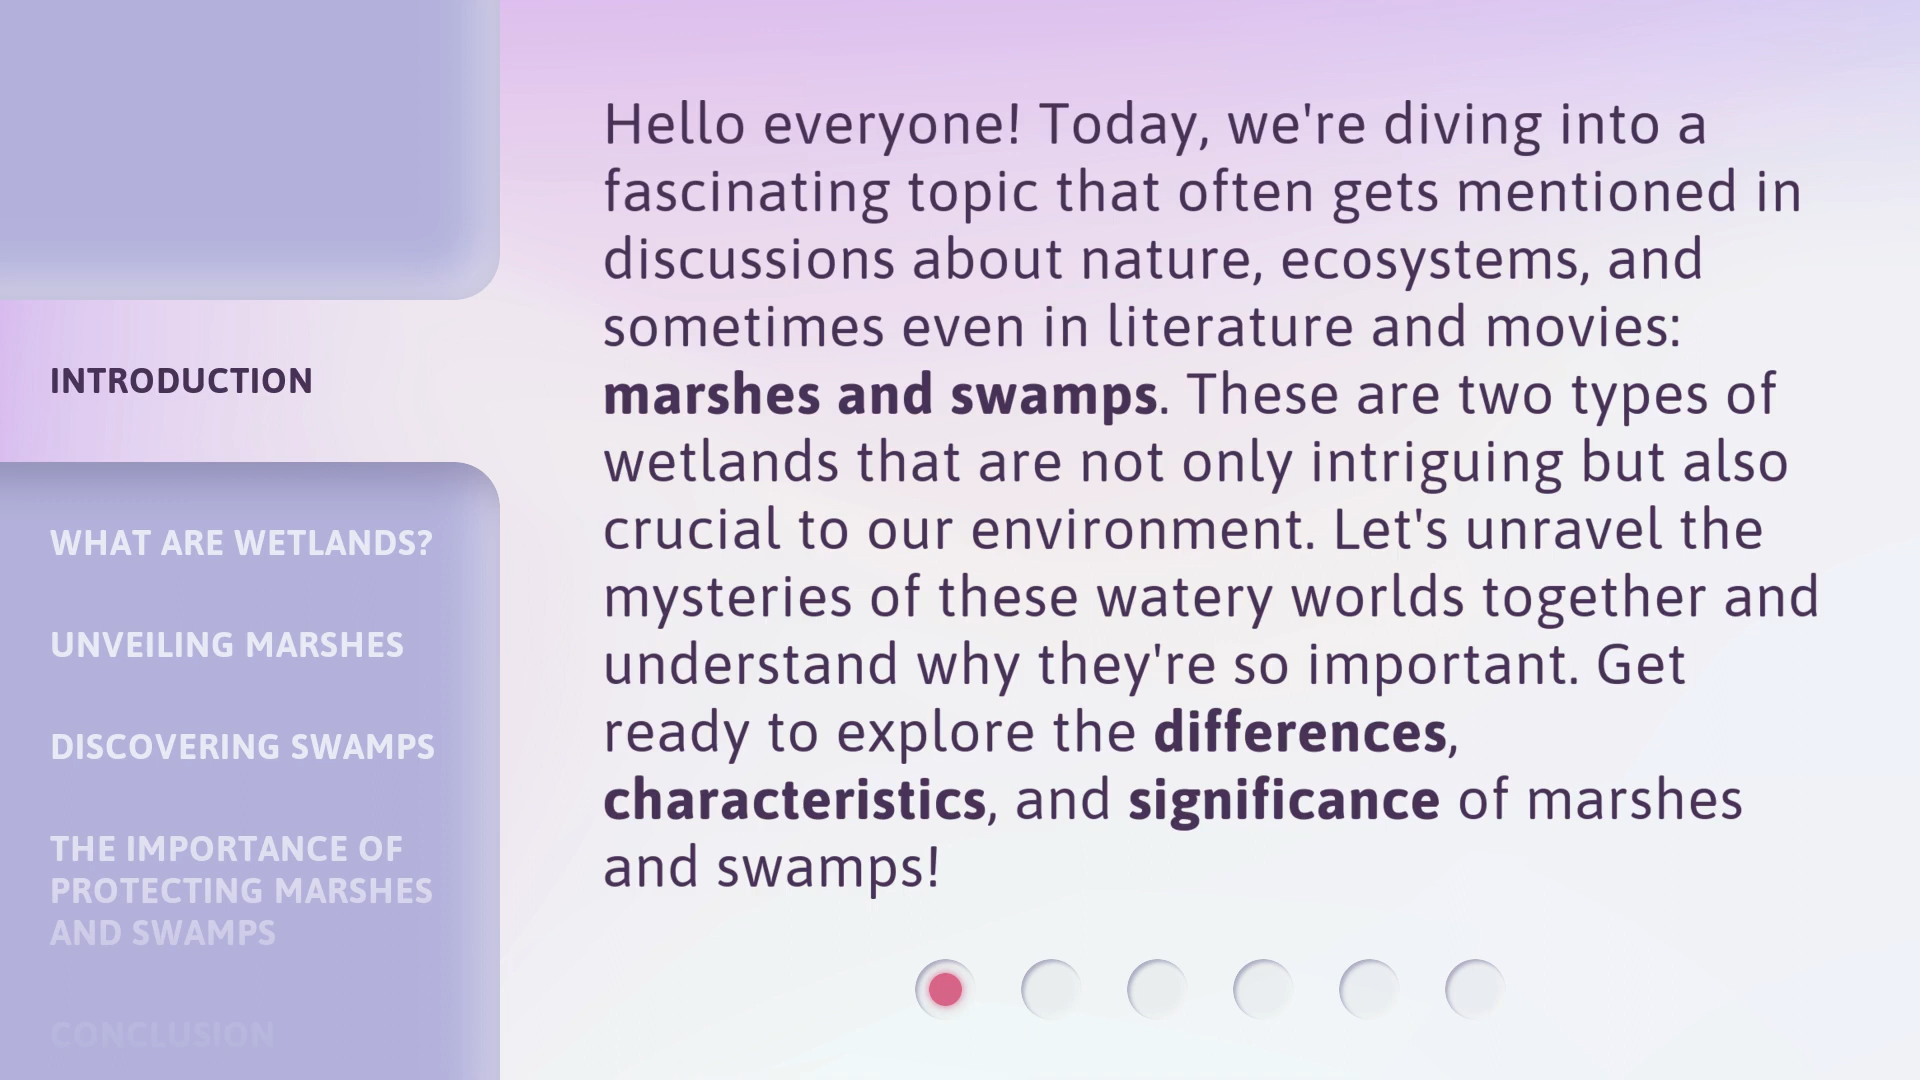 INTRODUCTION
WHAT ARE WETLANDS?
UNVEILING MARSHES
DISCOVERING SWAMPS
THE IMPORTANCE OF
PROTECTING MARSHES
AND SWAMPS
CONCLUSION
Hello everyone! Today, we're diving into a
fascinating topic that often gets mentioned in
discussions about nature, ecosystems, and
sometimes even in literature and movies:
marshes and swamps. These are two types of
wetlands that are not only intriguing but also
crucial to our environment. Let's unravel the
mysteries of these watery worlds together and
understand why they're so important. Get
ready to explore the differences,
characteristics, and significance of marshes
and swamps!